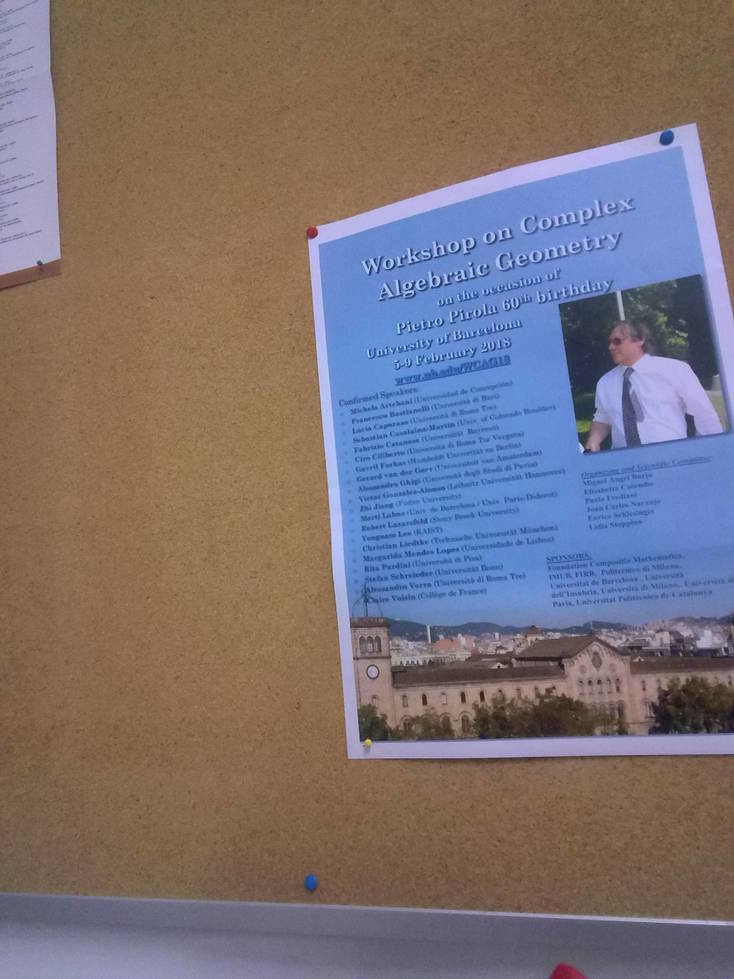 Workshop on Complex
Algebraic Geometry
on the occasion of
Pietro Pirola 60th birthday
University of Barcelona
5-9 February 2018
www.ub.edu/WCAG18
Confirmed Speakers:
Michela Artebani (Universidad de Concepción)
Francesco Bastianelli (Università di Bari)
Lucia Caporaso (Università di Roma Tre)
Sebastian Casalaina-Martin (Univ. of Colorado Boulder)
Fabrizio Catanese (Universität Bayreut)
Ciro Ciliberto (Università di Roma Tor Vergata)
Gavril Farkas (Humboldt Universität zu Berlin)
Gerard van der Geer (Universiteit van Amsterdam)
Alessandro Ghigi (Università degli Studi di Pavia)
Víctor González-Alonso (Leibniz Universität Hannover)
Zhi Jiang (Fudan University)
Martí Lahoz (Univ. de Barcelona / Univ. Paris-Diderot)
Robert Lazarsfeld (Stony Brook University)
Yongnam Lee (KAIST)
Christian Liedtke (Technische Universität München)
Margarida Mendes Lopes (Universidade de Lisboa)
Rita Pardini (Università di Pisa)
Stefan Schreieder (Universität Bonn)
Alessandro Verra (Università di Roma Tre)
Claire Voisin (Collège de France)
Organizing and Scientific Committee:
Miguel Angel Barja
Elisabetta Colombo
Paola Frediani
Joan Carles Naranjo
Enrico Schlesinger
Lidia Stoppino
SPONSORS:
Foundation Compositio Mathematica,
IMUB, FIRB, Politecnico di Milano,
Universitat de Barcelona , Università
dell'Insubria, Università di Milano, Università di
Pavia, Universitat Politècnica de Catalunya